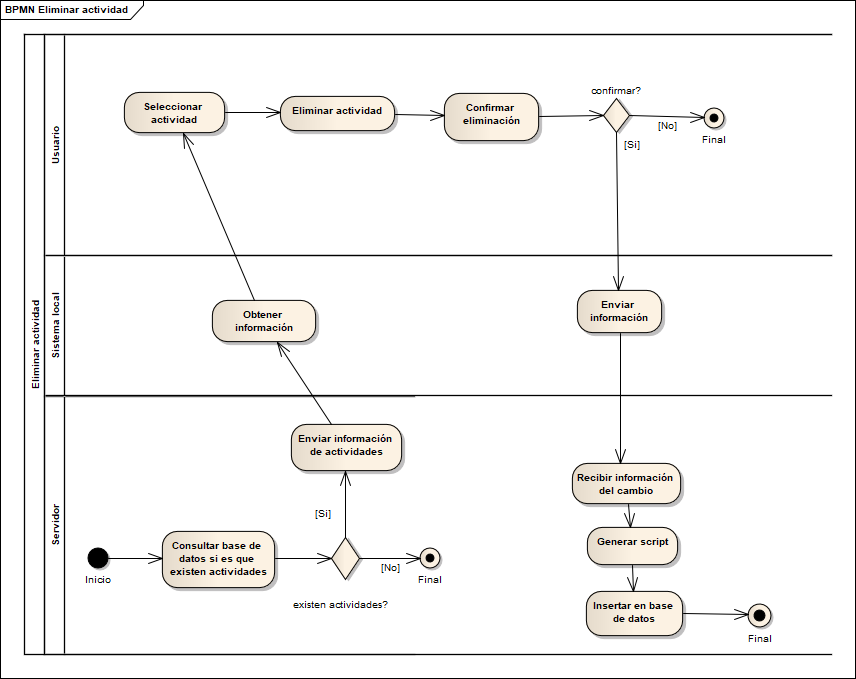 BPMN Eliminar actividad
Eliminar actividad
Usuario
Seleccionar
actividad
Eliminar actividad
Confirmar
eliminación
confirmar?
[No]
[Si]
Final
Sistema local
Obtener
información
Enviar
información
Servidor
Enviar información
de actividades
[Si]
Inicio
Consultar base de
datos si es que
existen actividades
[No]
Final
existen actividades?
Recibir información
del cambio
Generar script
Insertar en base
de datos
Final